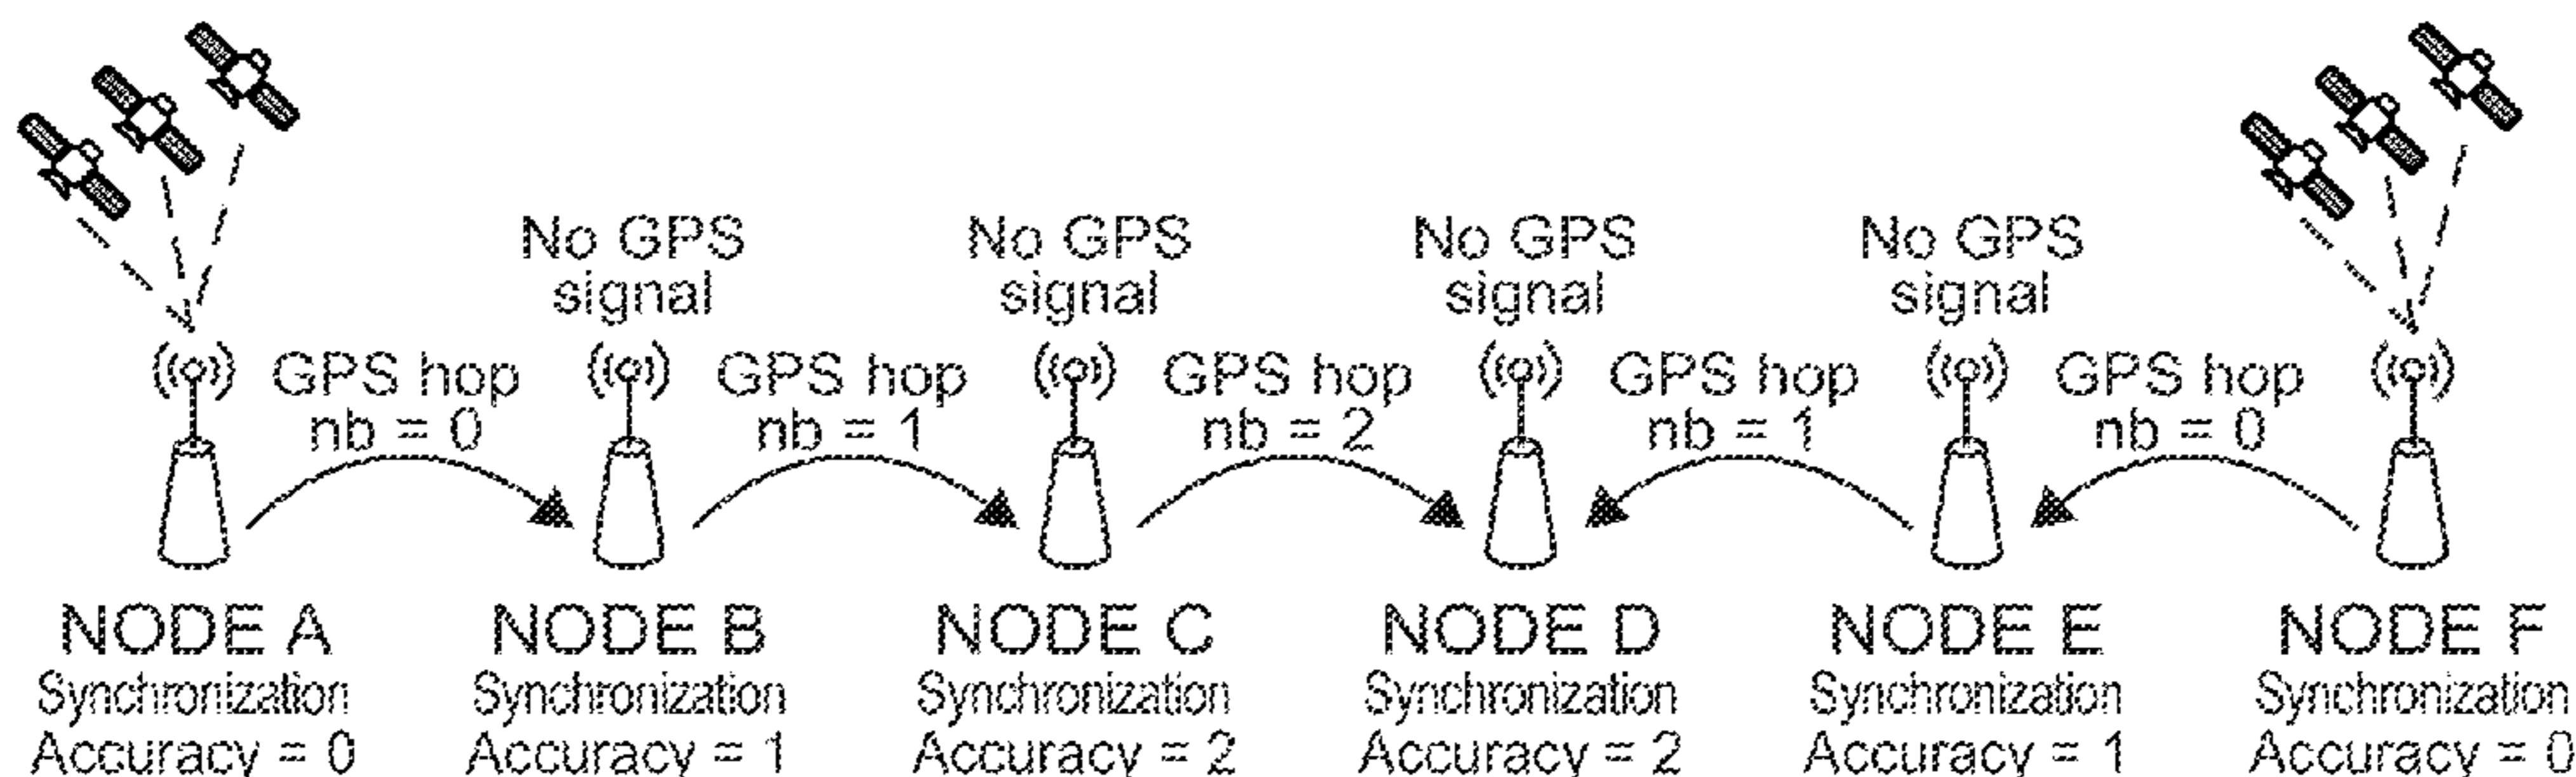 No GPS
signal
No GPS
signal
No GPS
signal
No GPS
signal
GPS hop
nb = 0
GPS hop
nb = 1
GPS hop
nb = 2
GPS hop
nb = 1
GPS hop
nb = 0
NODE A
Synchronization
Accuracy = 0
NODE B
Synchronization
Accuracy = 1
NODE C
Synchronization
Accuracy = 2
NODE D
Synchronization
Accuracy = 2
NODE E
Synchronization
Accuracy = 1
NODE F
Synchronization
Accuracy = 0